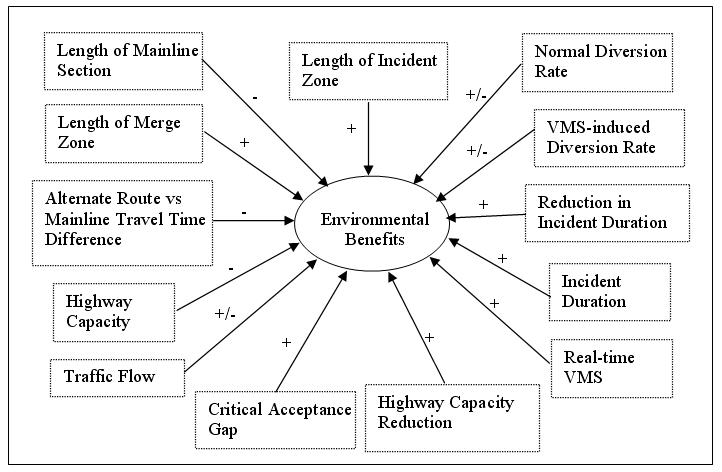 Length of Mainline
Section
-
Length of Incident
Zone
+
Normal Diversion
Rate
+/-
Length of Merge
Zone
+
VMS-induced
Diversion Rate
+/-
Alternate Route vs
Mainline Travel Time
Difference
-
Environmental
Benefits
Reduction in
Incident Duration
+
Highway
Capacity
-
Incident
Duration
+
Traffic Flow
+/-
Real-time
VMS
+
Critical Acceptance
Gap
+
Highway Capacity
Reduction
+